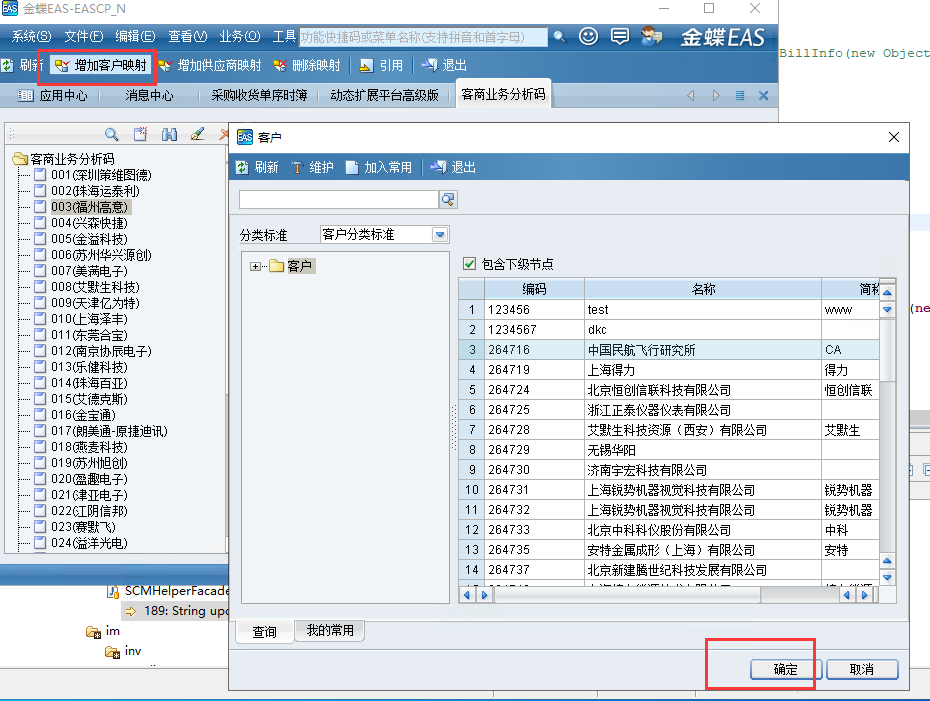 金蝶EAS-EASCP_N
系统(S) 文件(F) 编辑(E) 查看(V) 业务(O) 工具 功能快捷码或菜单名称(支持拼音和首字母) 金蝶EAS
刷新 增加客户映射 增加供应商映射 删除映射 引用 退出
BillInfo(new Object
应用中心 消息中心 采购收货单序时簿 动态扩展平台高级版 客商业务分析码
客商业务分析码
001(深圳策维图德)
002(珠海运泰利)
003(福州高意)
004(兴森快捷)
005(金溢科技)
006(苏州华兴源创)
007(美满电子)
008(艾默生科技)
009(天津亿为特)
010(上海泽丰)
011(东莞合宝)
012(南京协辰电子)
013(乐健科技)
014(珠海百亚)
015(艾德克斯)
016(金宝通)
017(朗美通-原捷迪讯)
018(燕麦科技)
019(苏州旭创)
020(盈趣电子)
021(津亚电子)
022(江阴信邦)
023(赛默飞)
024(溢洋光电)
SCMHelperFacade
189: String upd
im
inv
EAS 客户
刷新 维护 加入常用 退出
分类标准 客户分类标准
客户
包含下级节点
编码 名称 简称
1 123456 test www
2 1234567 dkc
3 264716 中国民航飞行研究所 CA
4 264719 上海得力 得力
5 264724 北京恒创信联科技有限公司 恒创信联
6 264725 浙江正泰仪器仪表有限公司
7 264728 艾默生科技资源（西安）有限公司 艾默生
8 264729 无锡华阳
9 264730 济南宇宏科技有限公司
10 264731 上海锐势机器视觉科技有限公司 锐势机器
11 264732 上海锐势机器视觉科技有限公司 锐势机器
12 264733 北京中科科仪股份有限公司 中科
13 264735 安特金属成形（上海）有限公司 安特
14 264737 北京新建腾世纪科技发展有限公司
查询 我的常用
确定 取消
(ne